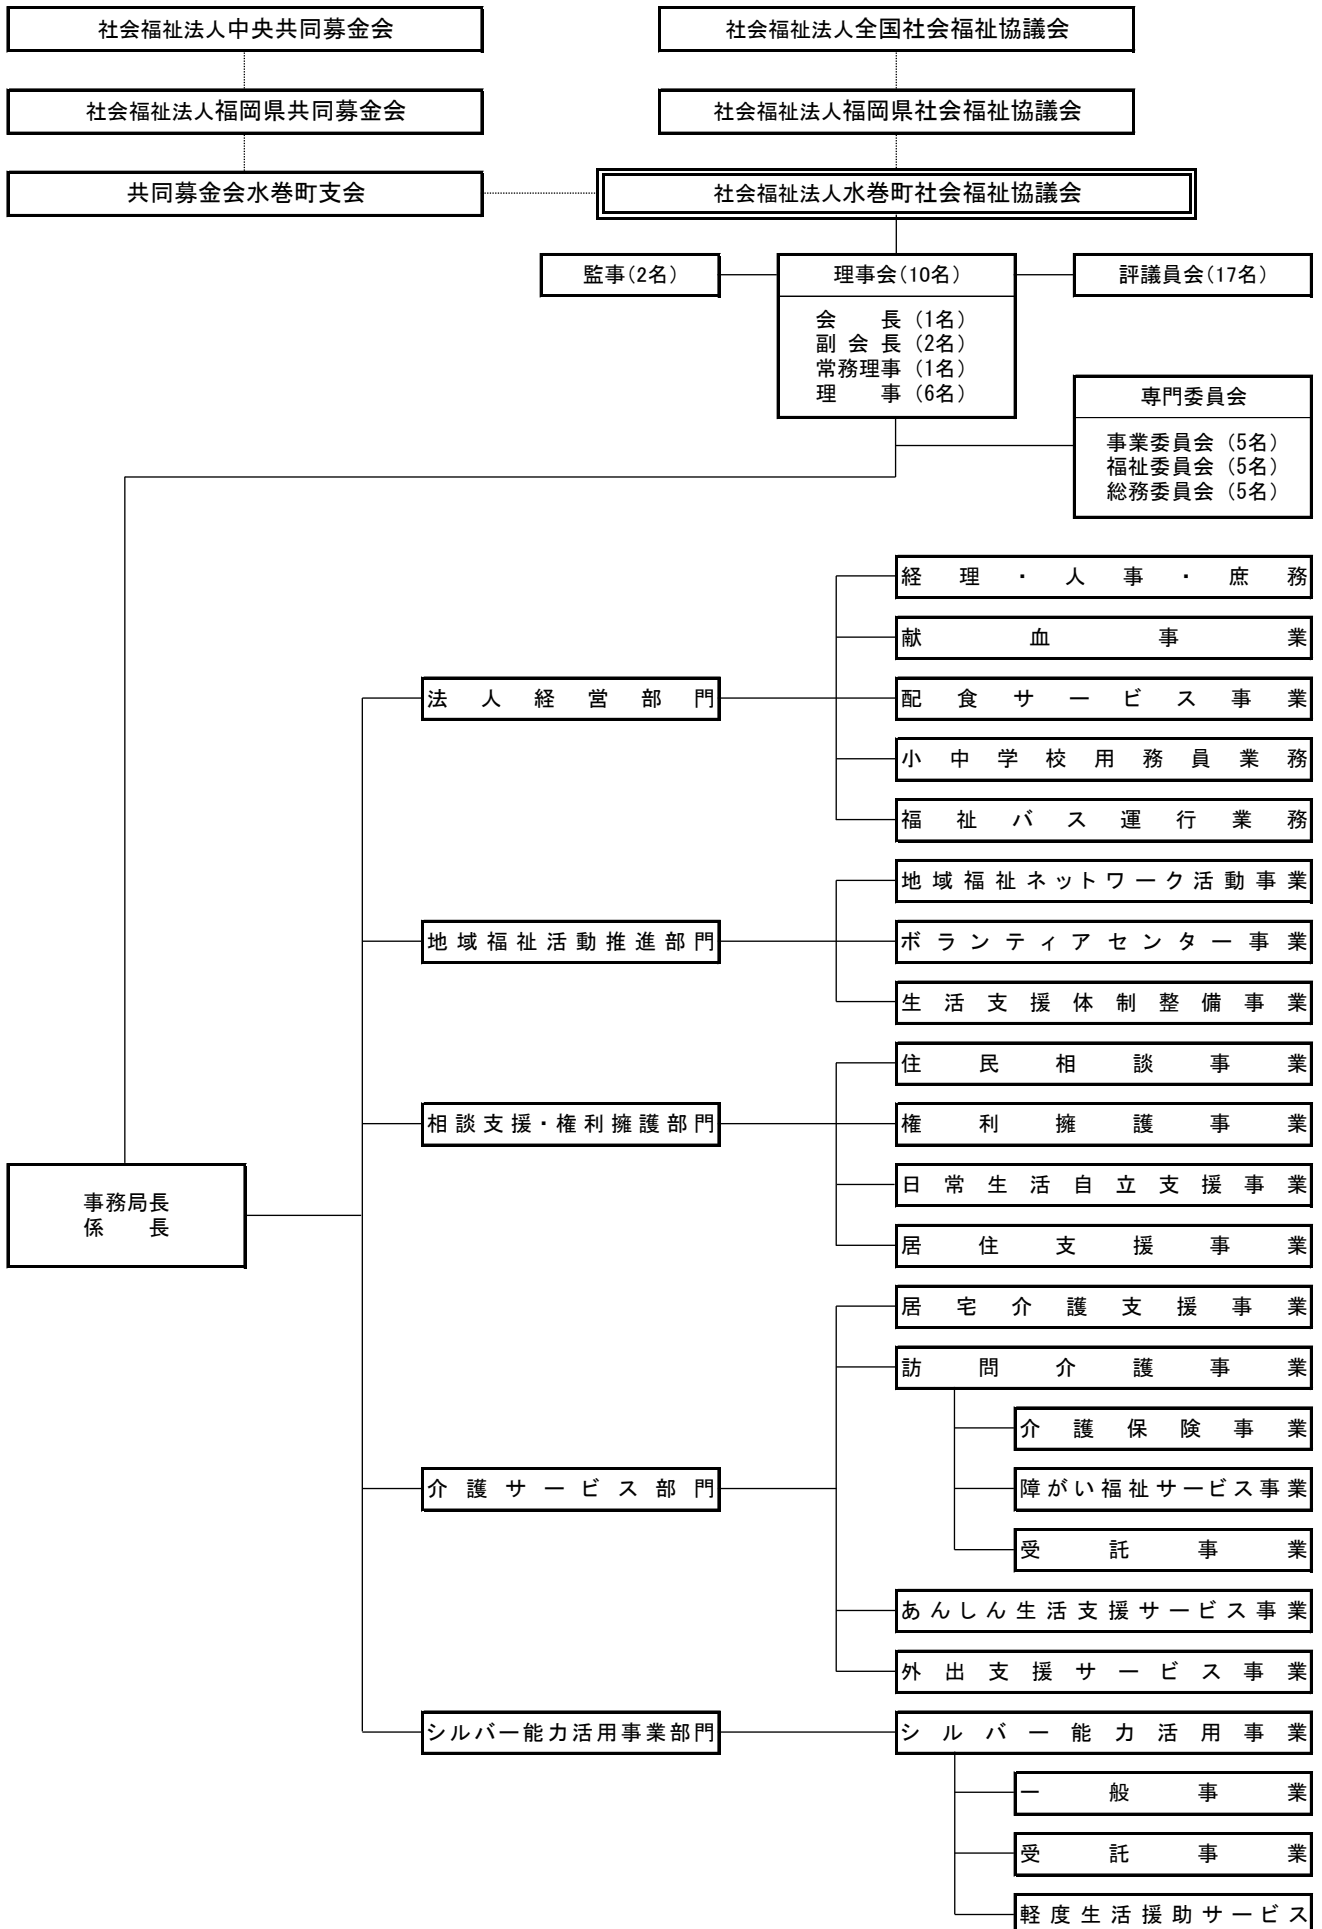 社会福祉法人中央共同募金会
社会福祉法人全国社会福祉協議会
社会福祉法人福岡県共同募金会
社会福祉法人福岡県社会福祉協議会
共同募金会水巻町支会
社会福祉法人水巻町社会福祉協議会
監事(2名)
理事会(10名)
評議員会(17名)
会　　長 (1名)
副 会 長 (2名)
常務理事 (1名)
理　　事 (6名)
専門委員会
事業委員会 (5名)
福祉委員会 (5名)
総務委員会 (5名)
経理・人事・庶務
献血事業
法人経営部門
配食サービス事業
小中学校用務員業務
福祉バス運行業務
地域福祉ネットワーク活動事業
地域福祉活動推進部門
ボランティアセンター事業
生活支援体制整備事業
住民相談事業
相談支援・権利擁護部門
権利擁護事業
日常生活自立支援事業
事務局長
係　　長
居住支援事業
居宅介護支援事業
訪問介護事業
介護保険事業
介護サービス部門
障がい福祉サービス事業
受託事業
あんしん生活支援サービス事業
外出支援サービス事業
シルバー能力活用事業部門
シルバー能力活用事業
一般事業
受託事業
軽度生活援助サービス